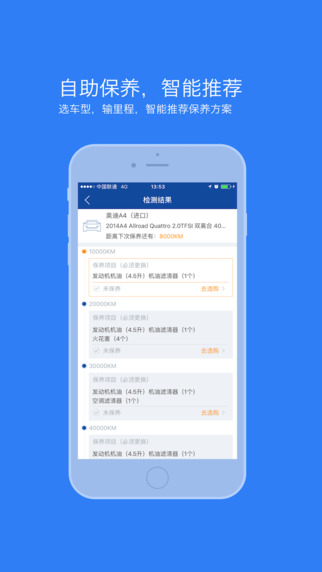 自助保养，智能推荐
选车型，输里程，智能推荐保养方案
中国联通 4G 13:53
检测结果
奥迪A4（进口）
2014A4 Allroad Quattro 2.0TFSI 双离合 40...
距离下次保养还有：8000KM
10000KM
保养项目（必须更换）
发动机机油（4.5升）机油滤清器（1个）
未保养 去选购
20000KM
保养项目（必须更换）
发动机机油（4.5升）机油滤清器（1个）
火花塞（4个）
未保养 去选购
30000KM
保养项目（必须更换）
发动机机油（4.5升）机油滤清器（1个）
空调滤清器（1个）
未保养 去选购
40000KM
保养项目（必须更换）
发动机机油（4.5升）机油滤清器（1个）